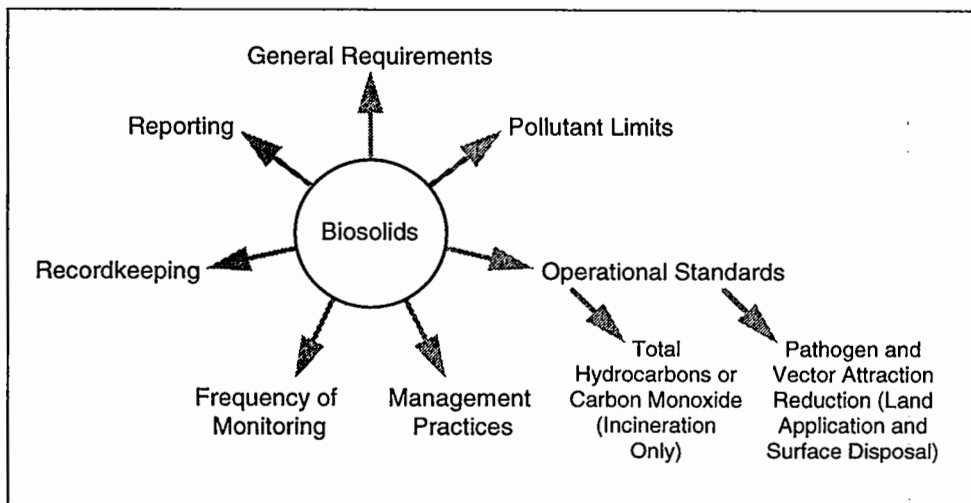 General Requirements
Reporting
Pollutant Limits
Biosolids
Recordkeeping
Operational Standards
Frequency of
Monitoring
Management
Practices
Total
Hydrocarbons or
Carbon Monoxide
(Incineration
Only)
Pathogen and
Vector Attraction
Reduction (Land
Application and
Surface Disposal)